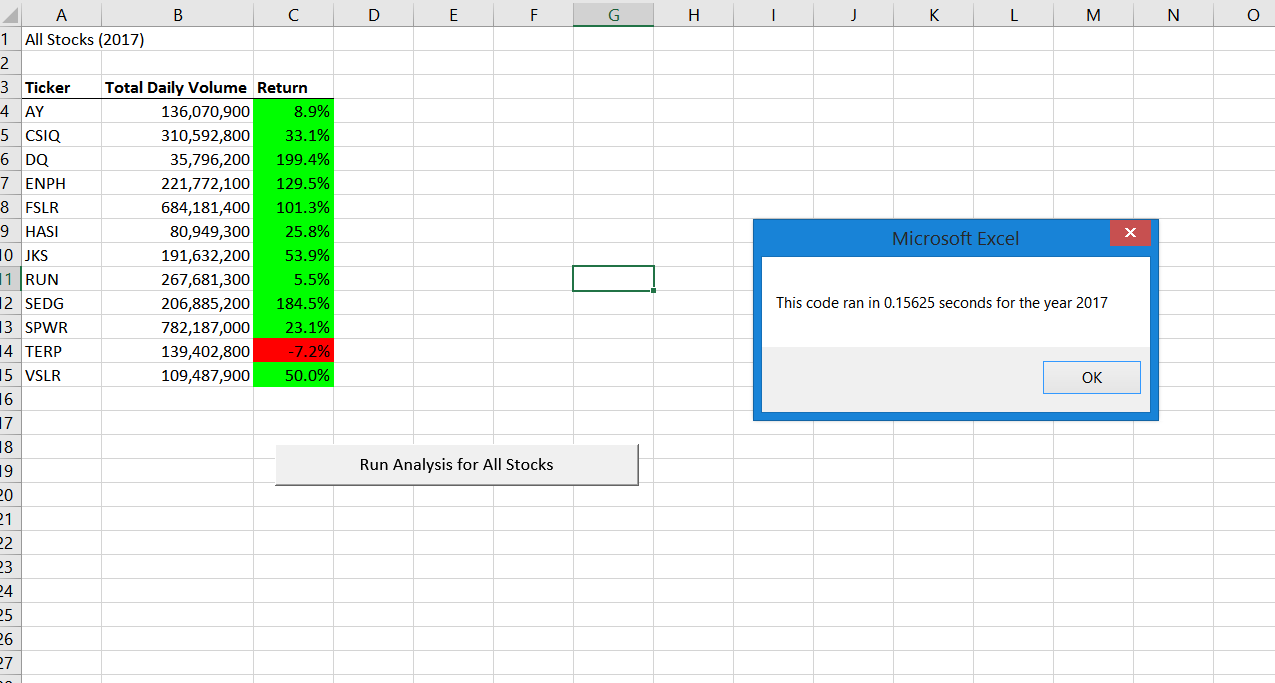 A B C D E F G H I J K L M N O
1 All Stocks (2017)
2
3 Ticker Total Daily Volume Return
4 AY 136,070,900 8.9%
5 CSIQ 310,592,800 33.1%
6 DQ 35,796,200 199.4%
7 ENPH 221,772,100 129.5%
8 FSLR 684,181,400 101.3%
9 HASI 80,949,300 25.8%
10 JKS 191,632,200 53.9%
11 RUN 267,681,300 5.5%
12 SEDG 206,885,200 184.5%
13 SPWR 782,187,000 23.1%
14 TERP 139,402,800 -7.2%
15 VSLR 109,487,900 50.0%
16
17
18
19
20
21
22
23
24
25
26
27
Run Analysis for All Stocks
Microsoft Excel
This code ran in 0.15625 seconds for the year 2017
OK